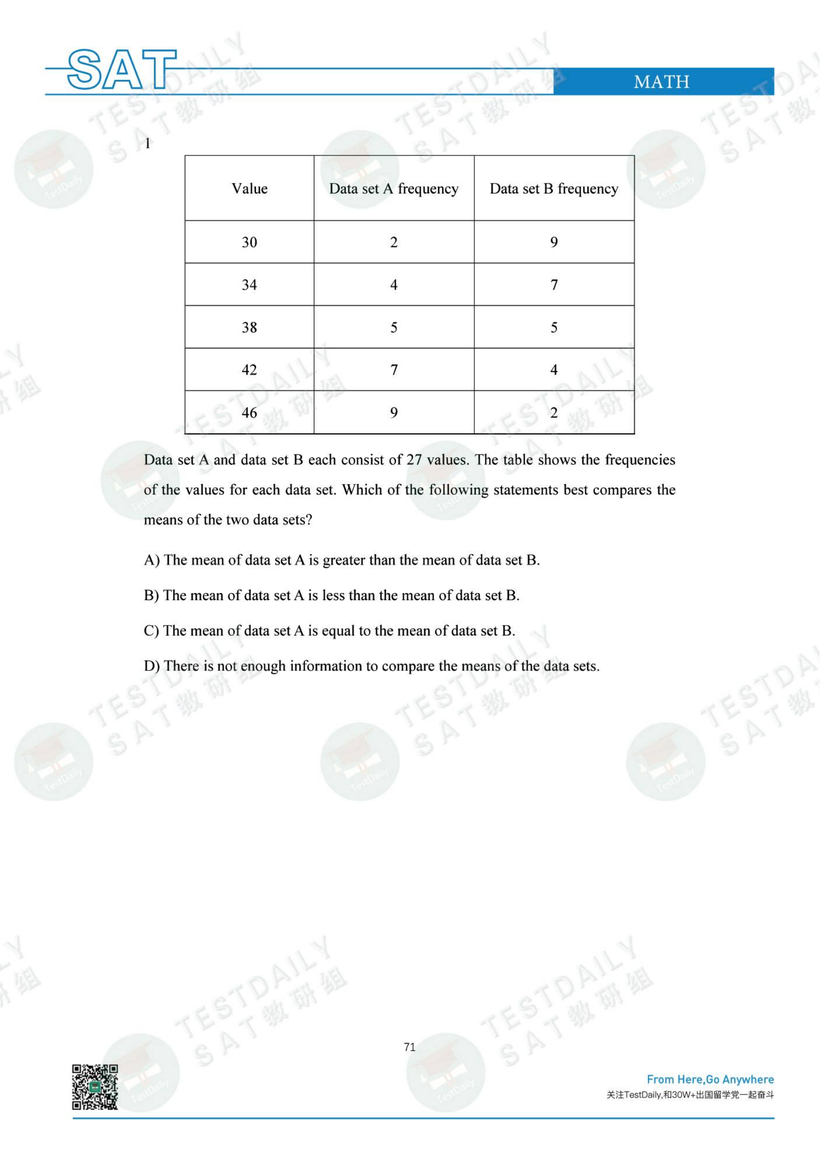 SAT
MATH
1
Value Data set A frequency Data set B frequency
30 2 9
34 4 7
38 5 5
42 7 4
46 9 2
Data set A and data set B each consist of 27 values. The table shows the frequencies
of the values for each data set. Which of the following statements best compares the
means of the two data sets?
A) The mean of data set A is greater than the mean of data set B.
B) The mean of data set A is less than the mean of data set B.
C) The mean of data set A is equal to the mean of data set B.
D) There is not enough information to compare the means of the data sets.
TESTDAILY
SAT教研组
TestDaily
71
From Here,Go Anywhere
关注TestDaily,和30W+出国留学党一起奋斗